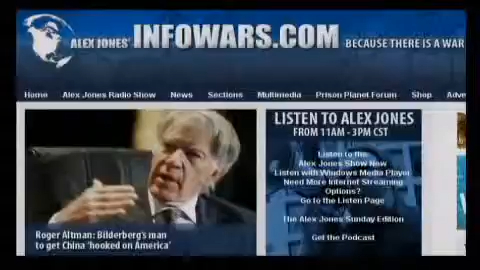 ALEX JONES' INFOWARS.COM BECAUSE THERE IS A WAR
Home Alex Jones Radio Show News Sections Multimedia Prison Planet Forum Shop Adve
LISTEN TO ALEX JONES
FROM 11AM - 3PM CST
Listen to the
Alex Jones Show Now
Listen with Windows Media Player
Need More Internet Streaming
Options?
Go to the Listen Page
The Alex Jones Sunday Edition
Get the Podcast
Roger Altman: Bilderberg's man
to get China 'hooked on America'